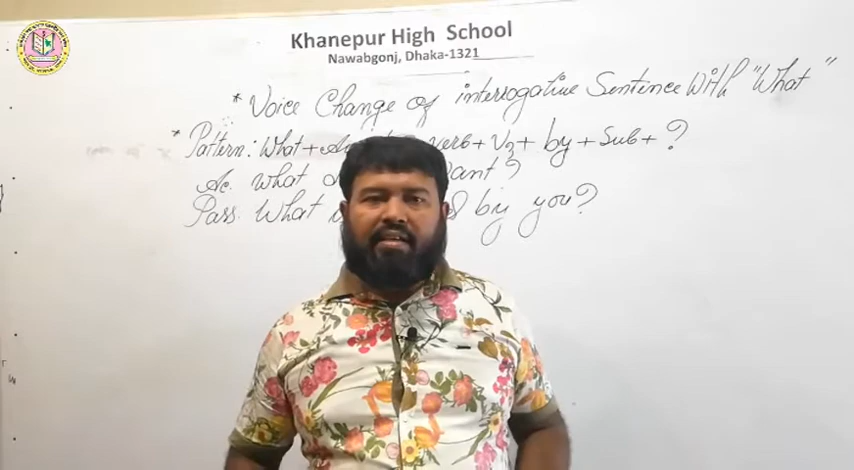 Khanepur High School
Nawabgonj, Dhaka-1321
* Voice Change of interrogative Sentence With "What"
* Pattern: What + verb + V3 + by + Sub + ?
Ac. What want?
Pass. What by you?